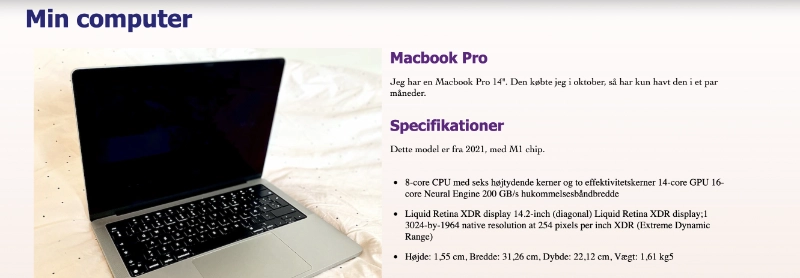 Min computer
Macbook Pro
Jeg har en Macbook Pro 14". Den købte jeg i oktober, så har kun havt den i et par
måneder.
Specifikationer
Dette model er fra 2021, med M1 chip.
8-core CPU med seks højtydende kerner og to effektivitetskerner 14-core GPU 16-
core Neural Engine 200 GB/s hukommelsesbåndbredde
Liquid Retina XDR display 14.2-inch (diagonal) Liquid Retina XDR display;1
3024-by-1964 native resolution at 254 pixels per inch XDR (Extreme Dynamic
Range)
Højde: 1,55 cm, Bredde: 31,26 cm, Dybde: 22,12 cm, Vægt: 1,61 kg5